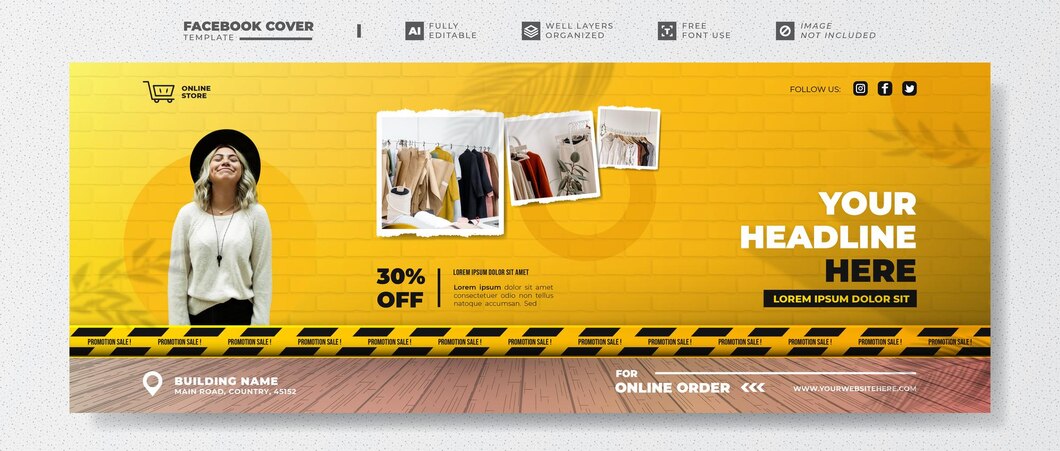 FACEBOOK COVER
TEMPLATE
AI
FULLY
EDITABLE
WELL LAYERS
ORGANIZED
T
FREE
FONT USE
IMAGE
NOT INCLUDED
ONLINE
STORE
FOLLOW US:
YOUR
HEADLINE
HERE
LOREM IPSUM DOLOR SIT
30%
OFF
LOREM IPSUM DOLOR SIT AMET
Lorem ipsum dolor sit amet
consectetuer adipiscing tellus
natoque accumsan. Sed
PROMOTION SALE ! PROMOTION SALE ! PROMOTION SALE ! PROMOTION SALE ! PROMOTION SALE ! PROMOTION SALE ! PROMOTION SALE ! PROMOTION SALE ! PROMOTION SALE ! PROMOTION SALE ! PROMOTION SALE ! PROMOTION SALE ! PROMOTION SALE !
BUILDING NAME
MAIN ROAD, COUNTRY, 45152
FOR
ONLINE ORDER
WWW.YOURWEBSITEHERE.COM